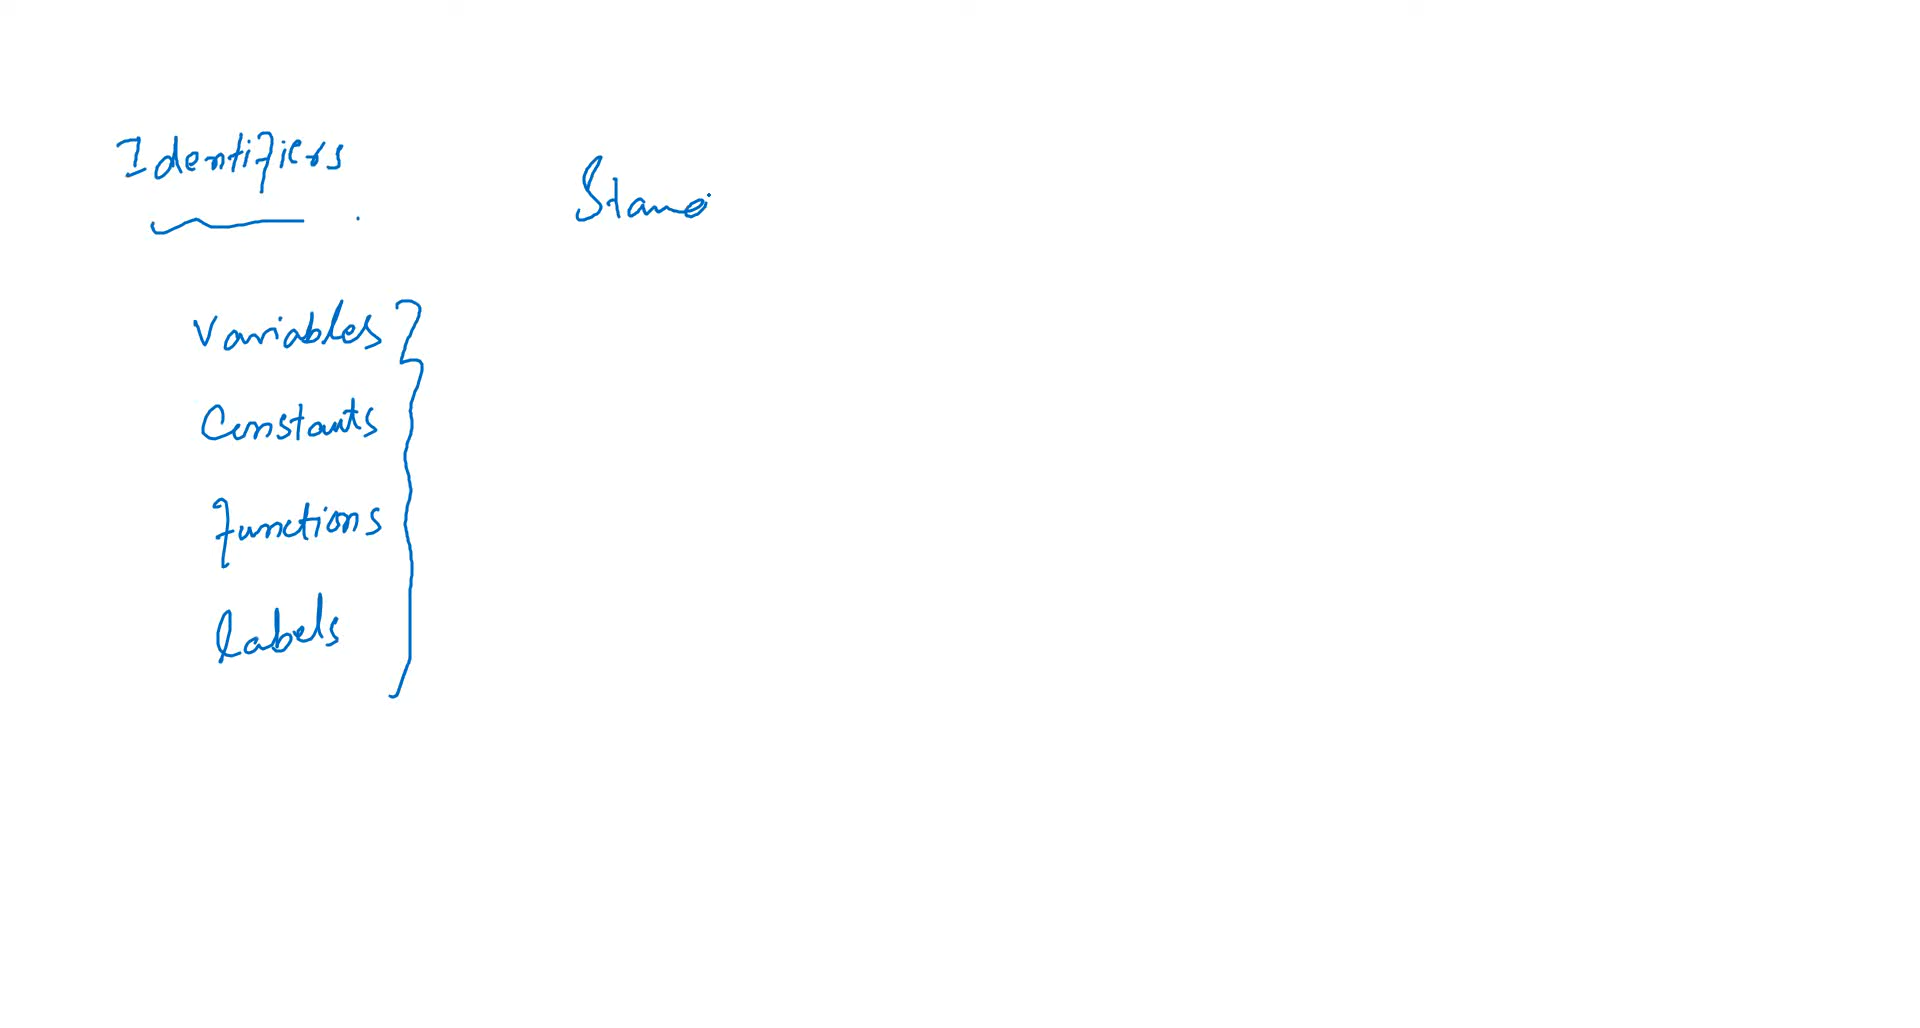 Identifiers
Variables
Constants
functions
labels